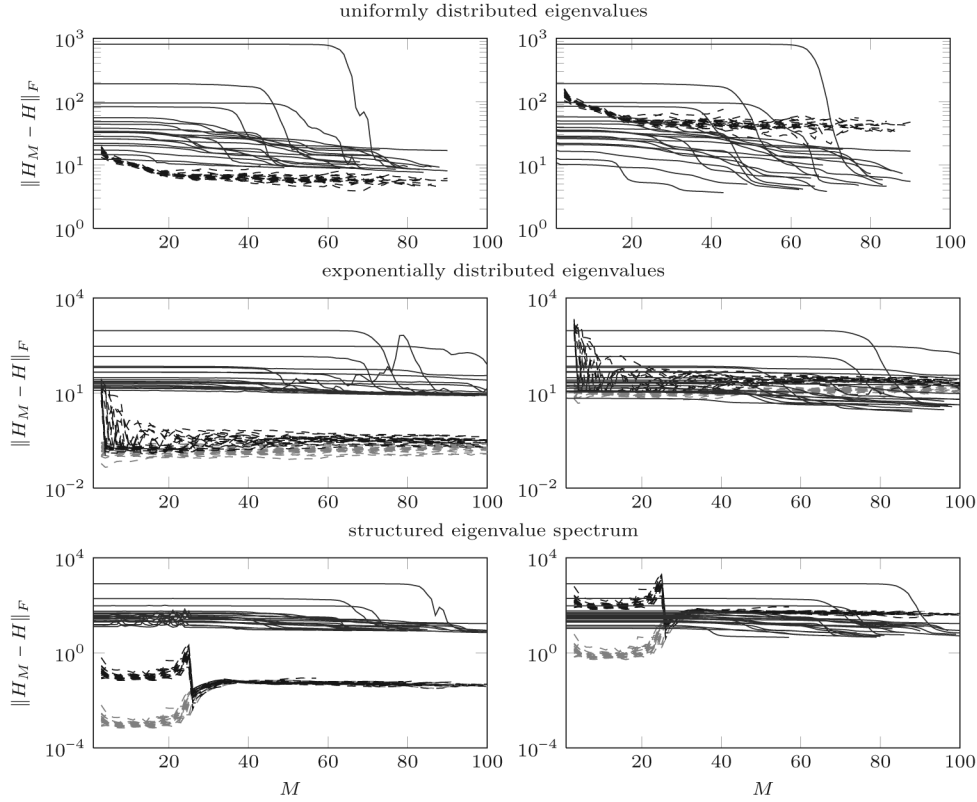 uniformly distributed eigenvalues
‖H_M − H‖_F
10^3
10^2
10^1
10^0
20 40 60 80 100
10^3
10^2
10^1
10^0
20 40 60 80 100
exponentially distributed eigenvalues
‖H_M − H‖_F
10^4
10^1
10^−2
20 40 60 80 100
10^4
10^1
10^−2
20 40 60 80 100
structured eigenvalue spectrum
‖H_M − H‖_F
10^4
10^0
10^−4
20 40 60 80 100
M
10^4
10^0
10^−4
20 40 60 80 100
M